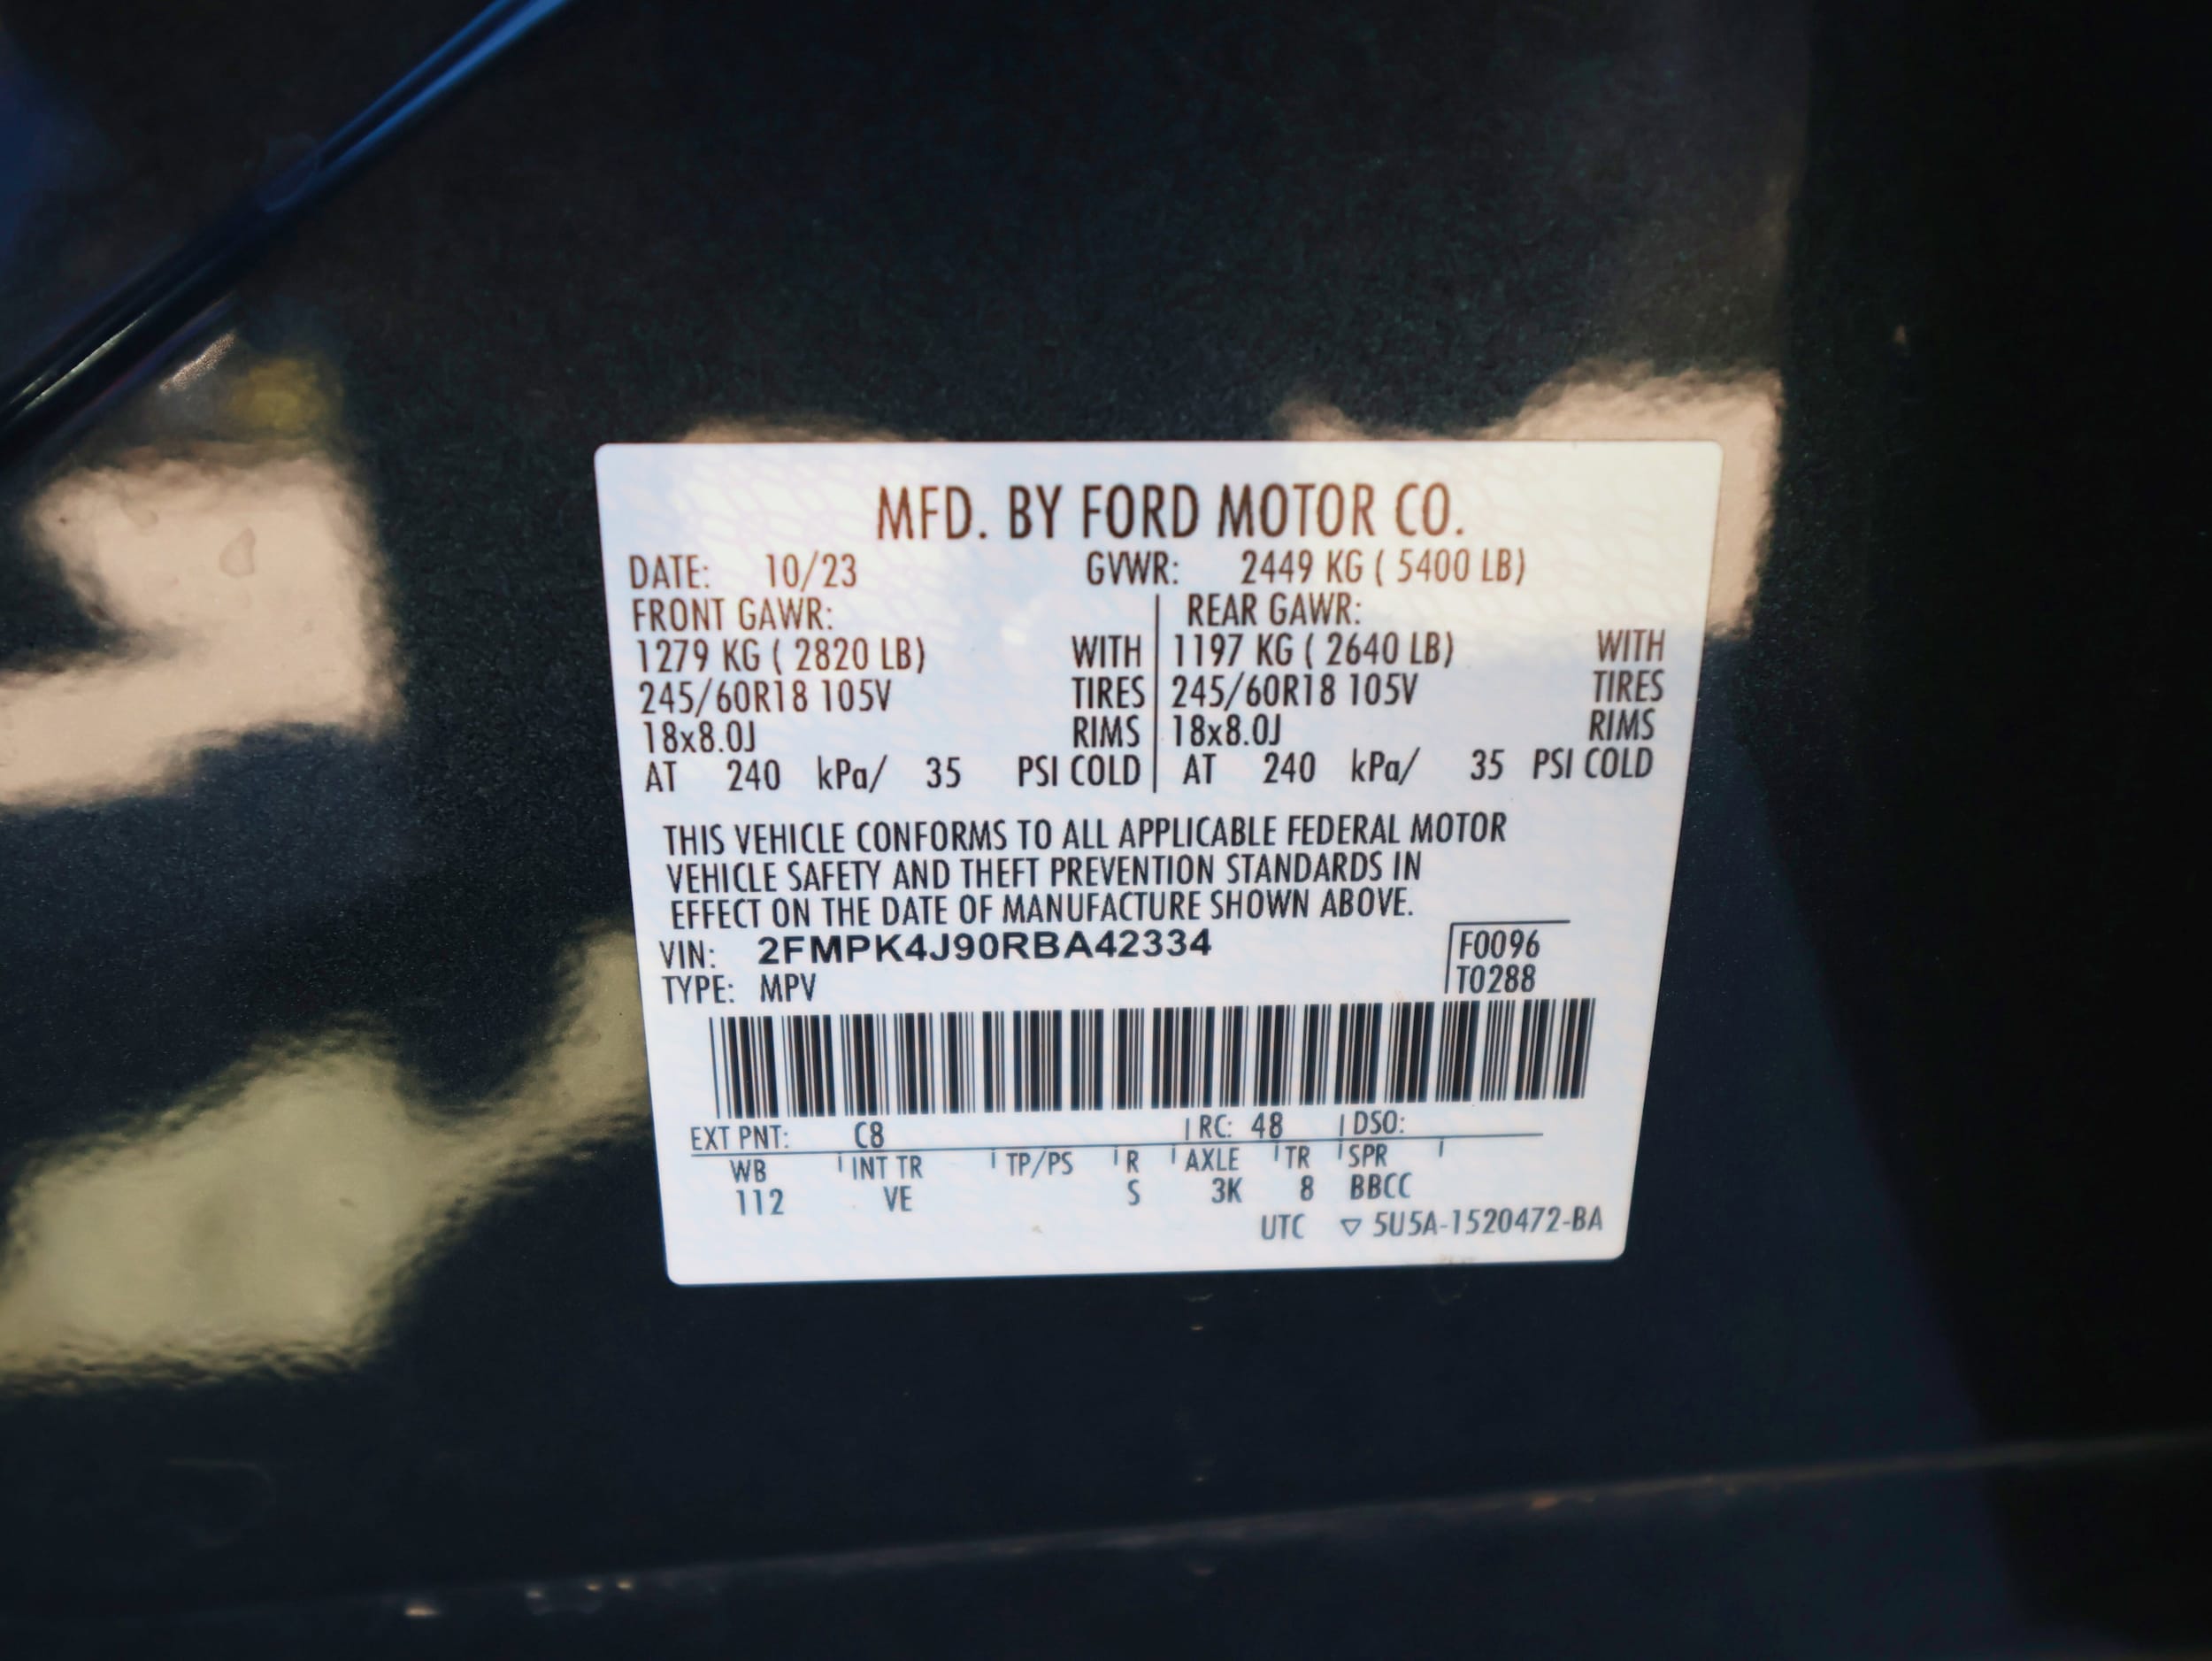 MFD. BY FORD MOTOR CO.
DATE: 10/23 GVWR: 2449 KG ( 5400 LB)
FRONT GAWR: REAR GAWR:
1279 KG ( 2820 LB) WITH 1197 KG ( 2640 LB) WITH
245/60R18 105V TIRES 245/60R18 105V TIRES
18x8.0J RIMS 18x8.0J RIMS
AT 240 kPa/ 35 PSI COLD AT 240 kPa/ 35 PSI COLD
THIS VEHICLE CONFORMS TO ALL APPLICABLE FEDERAL MOTOR
VEHICLE SAFETY AND THEFT PREVENTION STANDARDS IN
EFFECT ON THE DATE OF MANUFACTURE SHOWN ABOVE.
VIN: 2FMPK4J90RBA42334 F0096
TYPE: MPV T0288
EXT PNT: C8 RC: 48 DSO:
WB INT TR TP/PS R AXLE TR SPR
112 VE S 3K 8 BBCC
UTC ▽ 5U5A-1520472-BA